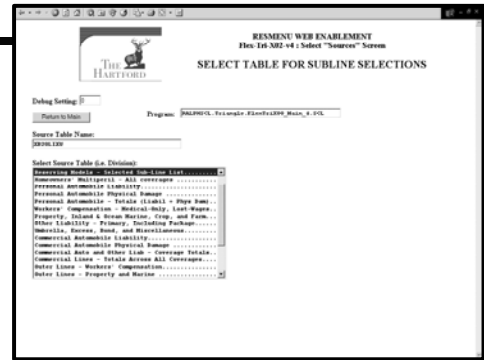 RESMENU WEB ENABLEMENT
Flex-Tri-X02-v4 : Select "Sources" Screen
THE
HARTFORD
SELECT TABLE FOR SUBLINE SELECTIONS
Debug Setting: 0
Return to Main
Program:
Source Table Name:
Select Source Table (i.e. Division):
Reserving Models - Selected Sub-Line List
Homeowners' Multiperil - All coverages
Personal Automobile Liability
Personal Automobile Physical Damage
Personal Automobile - Totals (Liabil + Phys Dam)
Workers' Compensation - Medical-Only, Lost-Wages
Property, Inland & Ocean Marine, Crop, and Farm
Other Liability - Primary, Including Package
Umbrella, Excess, Bond, and Miscellaneous
Commercial Automobile Liability
Commercial Automobile Physical Damage
Commercial Auto and Other Liab - Coverage Totals
Commercial Lines - Totals Across All Coverages
Outer Lines - Workers' Compensation
Outer Lines - Property and Marine